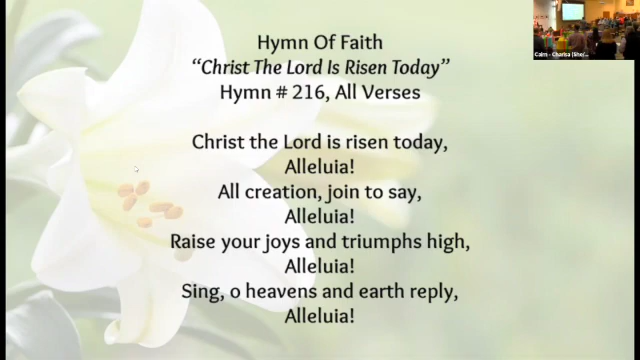 Hymn Of Faith
“Christ The Lord Is Risen Today”
Hymn # 216, All Verses
Christ the Lord is risen today,
Alleluia!
All creation, join to say,
Alleluia!
Raise your joys and triumphs high,
Alleluia!
Sing, o heavens and earth reply,
Alleluia!